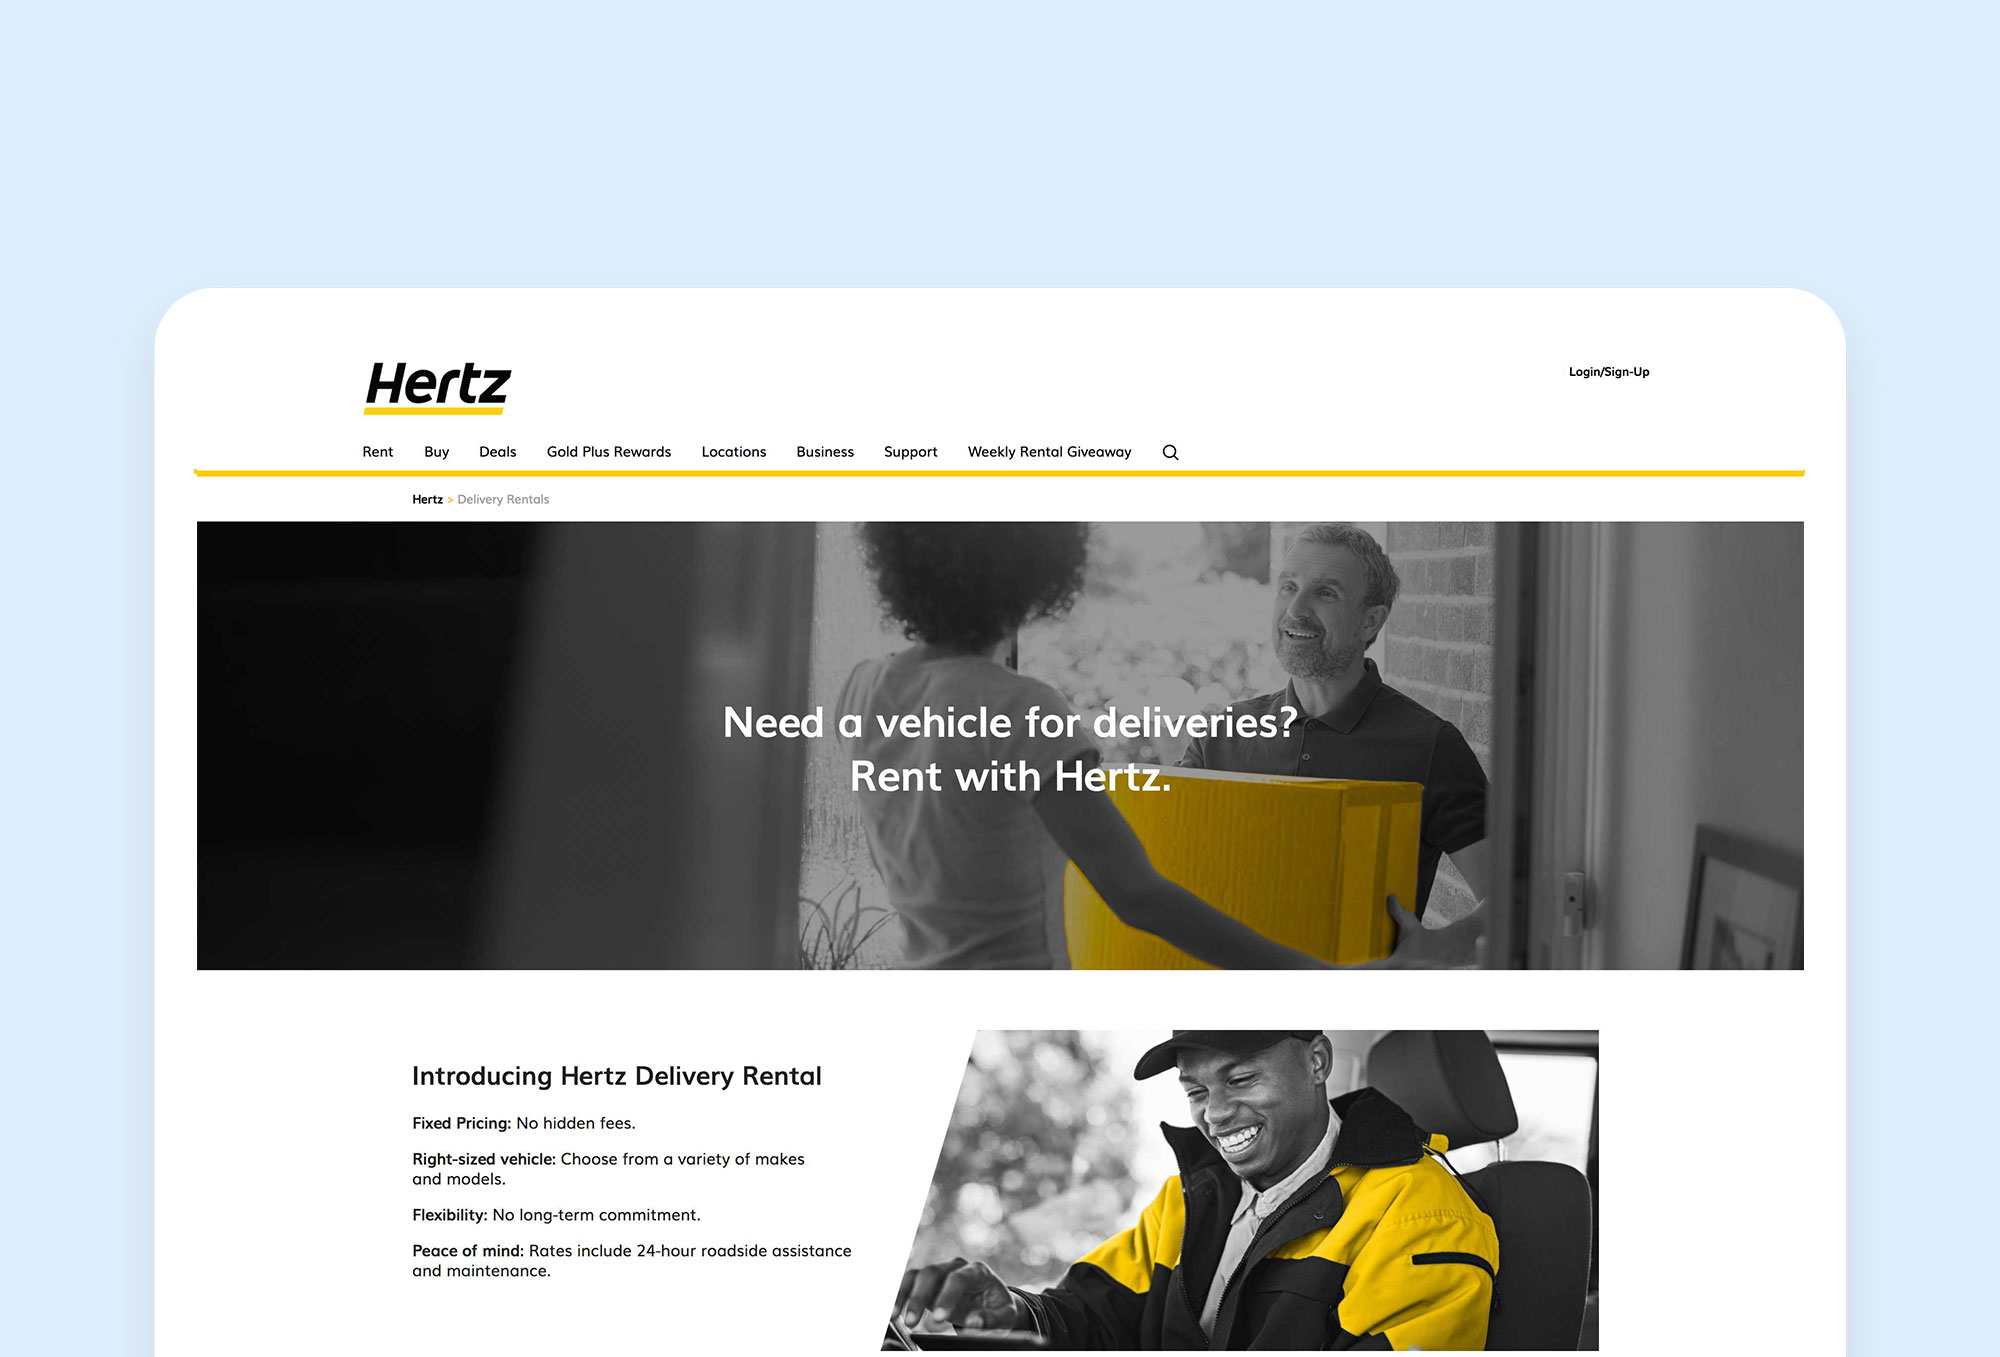 Hertz
Login/Sign-Up
Rent Buy Deals Gold Plus Rewards Locations Business Support Weekly Rental Giveaway
Hertz > Delivery Rentals
Need a vehicle for deliveries?
Rent with Hertz.
Introducing Hertz Delivery Rental
Fixed Pricing: No hidden fees.
Right-sized vehicle: Choose from a variety of makes
and models.
Flexibility: No long-term commitment.
Peace of mind: Rates include 24-hour roadside assistance
and maintenance.